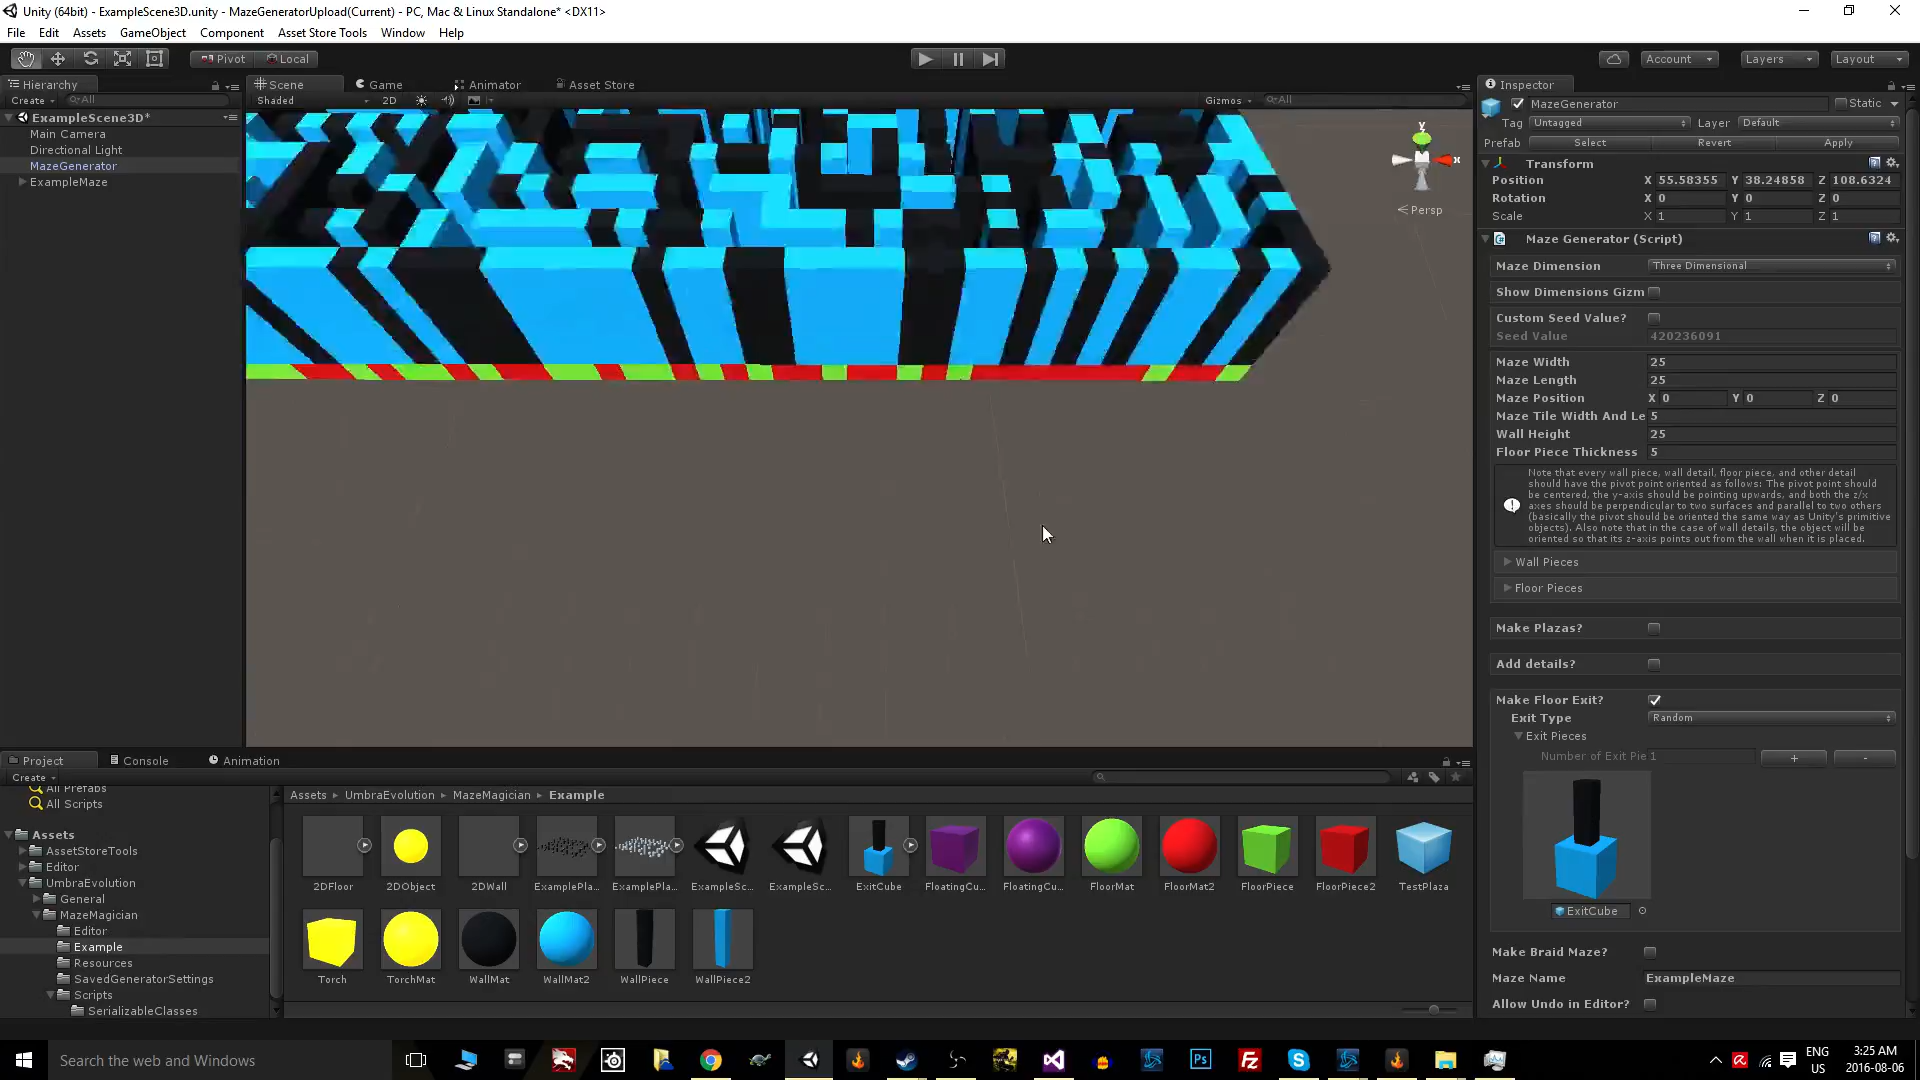 Unity (64bit) - ExampleScene3D.unity - MazeGeneratorUpload(Current) - PC, Mac & Linux Standalone* <DX11>
File Edit Assets GameObject Component Asset Store Tools Window Help
Pivot Local
Account Layers Layout
Hierarchy
Create All
ExampleScene3D*
Main Camera
Directional Light
MazeGenerator
ExampleMaze
Scene Game Animator Asset Store
Shaded 2D Gizmos All
y
x
Persp
Inspector
MazeGenerator Static
Tag Untagged Layer Default
Prefab Select Revert Apply
Transform
Position X 55.58355 Y 38.24858 Z 108.6324
Rotation X 0 Y 0 Z 0
Scale X 1 Y 1 Z 1
Maze Generator (Script)
Maze Dimension Three Dimensional
Show Dimensions Gizm
Custom Seed Value?
Seed Value 420236091
Maze Width 25
Maze Length 25
Maze Position X 0 Y 0 Z 0
Maze Tile Width And Le 5
Wall Height 25
Floor Piece Thickness 5
Note that every wall piece, wall detail, floor piece, and other detail
should have the pivot point oriented as follows: The pivot point should
be centered, the y-axis should be pointing upwards, and both the z/x
axes should be perpendicular to two surfaces and parallel to two others
(basically the pivot should be oriented the same way as Unity's primitive
objects). Also note that in the case of wall details, the object will be
oriented so that its z-axis points out from the wall when it is placed.
Wall Pieces
Floor Pieces
Make Plazas?
Add details?
Make Floor Exit?
Exit Type Random
Exit Pieces
Number of Exit Pie 1 + -
ExitCube
Make Braid Maze?
Maze Name ExampleMaze
Allow Undo in Editor?
Project Console Animation
Create
All Prefabs
All Scripts
Assets
AssetStoreTools
Editor
UmbraEvolution
General
MazeMagician
Editor
Example
Resources
SavedGeneratorSettings
Scripts
SerializableClasses
Assets UmbraEvolution MazeMagician Example
2DFloor 2DObject 2DWall ExamplePla... ExamplePla... ExampleSc... ExampleSc... ExitCube FloatingCu... FloatingCu... FloorMat FloorMat2 FloorPiece FloorPiece2 TestPlaza
Torch TorchMat WallMat WallMat2 WallPiece WallPiece2
Search the web and Windows
Ps
Fz
ENG
US
3:25 AM
2016-08-06